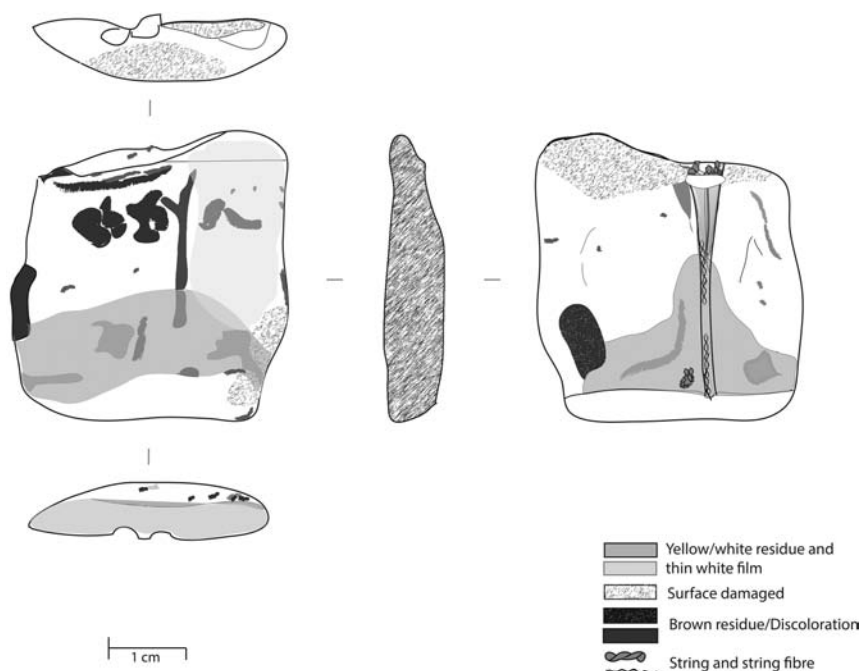 Yellow/white residue and
thin white film
Surface damaged
Brown residue/Discoloration
String and string fibre
1 cm